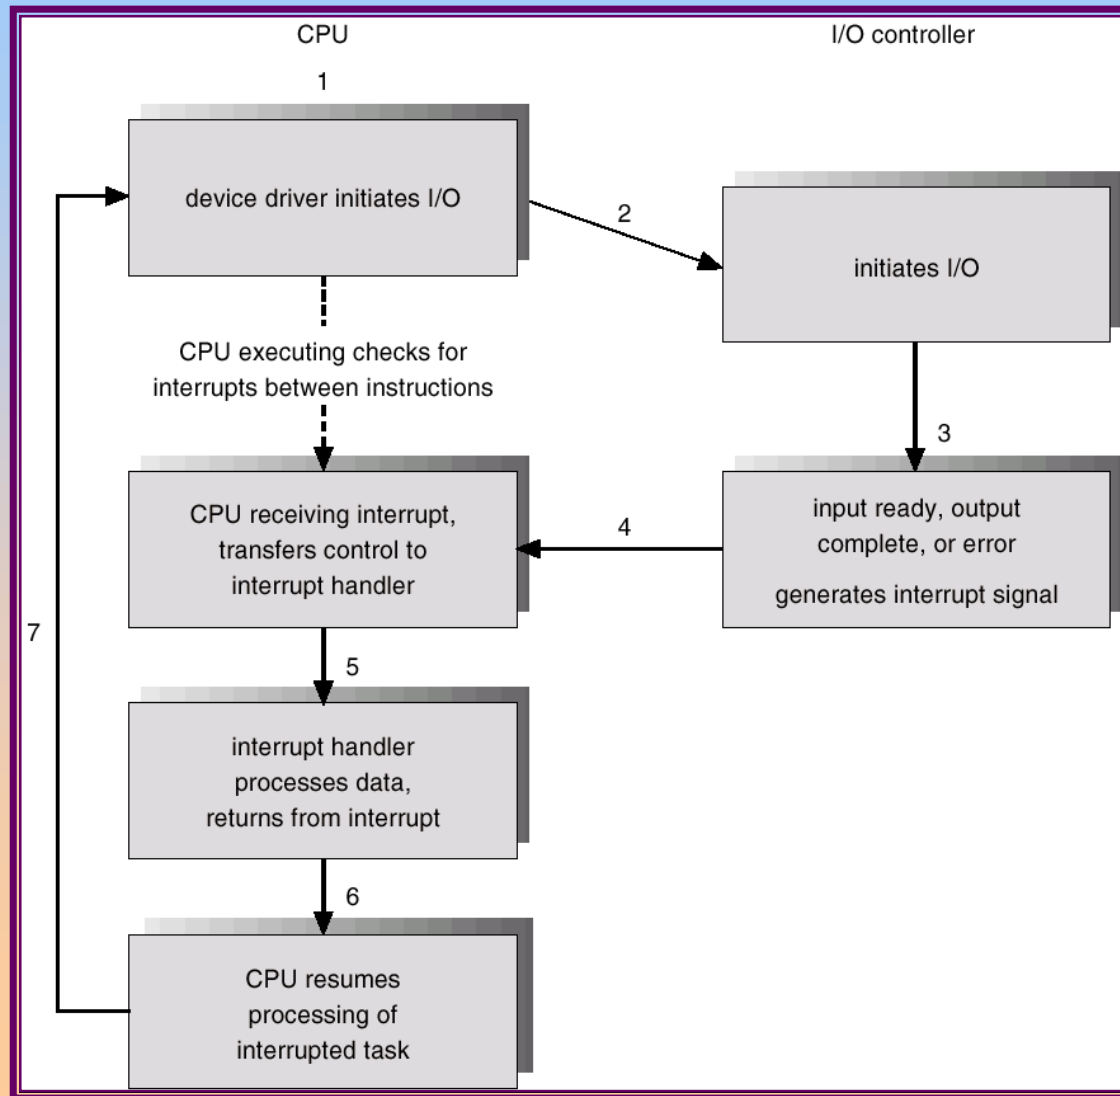 CPU
I/O controller
1
device driver initiates I/O
2
initiates I/O
CPU executing checks for
interrupts between instructions
3
CPU receiving interrupt,
transfers control to
interrupt handler
4
input ready, output
complete, or error
generates interrupt signal
7
5
interrupt handler
processes data,
returns from interrupt
6
CPU resumes
processing of
interrupted task